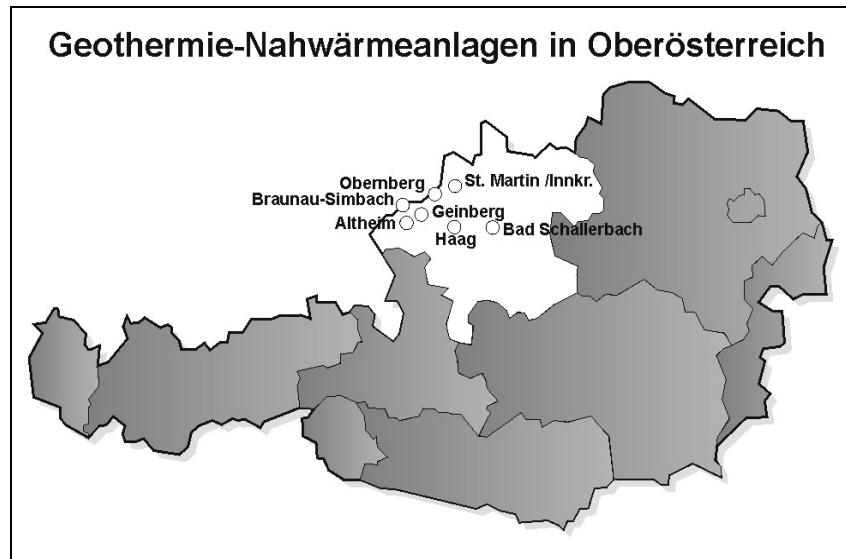 Geothermie-Nahwärmeanlagen in Oberösterreich
Obernberg
St. Martin /Innkr.
Braunau-Simbach
Altheim
Geinberg
Haag
Bad Schallerbach